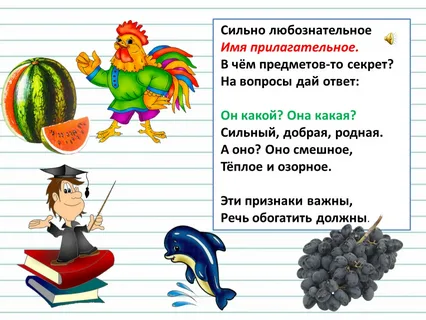 Сильно любознательное
Имя прилагательное.
В чём предметов-то секрет?
На вопросы дай ответ:
Он какой? Она какая?
Сильный, добрая, родная.
А оно? Оно смешное,
Тёплое и озорное.
Эти признаки важны,
Речь обогатить должны.